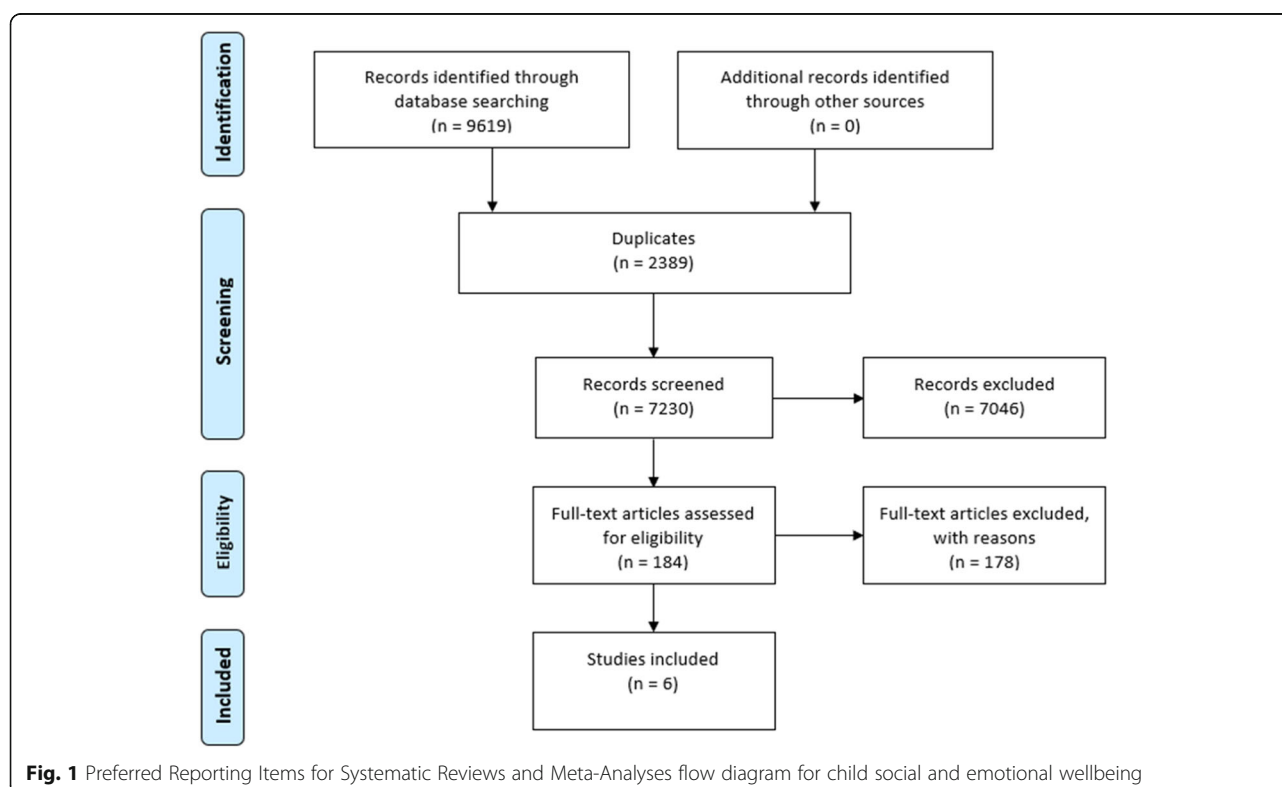 Identification
Records identified through
database searching
(n = 9619)
Additional records identified
through other sources
(n = 0)
Screening
Duplicates
(n = 2389)
Records screened
(n = 7230)
Records excluded
(n = 7046)
Eligibility
Full-text articles assessed
for eligibility
(n = 184)
Full-text articles excluded,
with reasons
(n = 178)
Included
Studies included
(n = 6)
Fig. 1 Preferred Reporting Items for Systematic Reviews and Meta-Analyses flow diagram for child social and emotional wellbeing